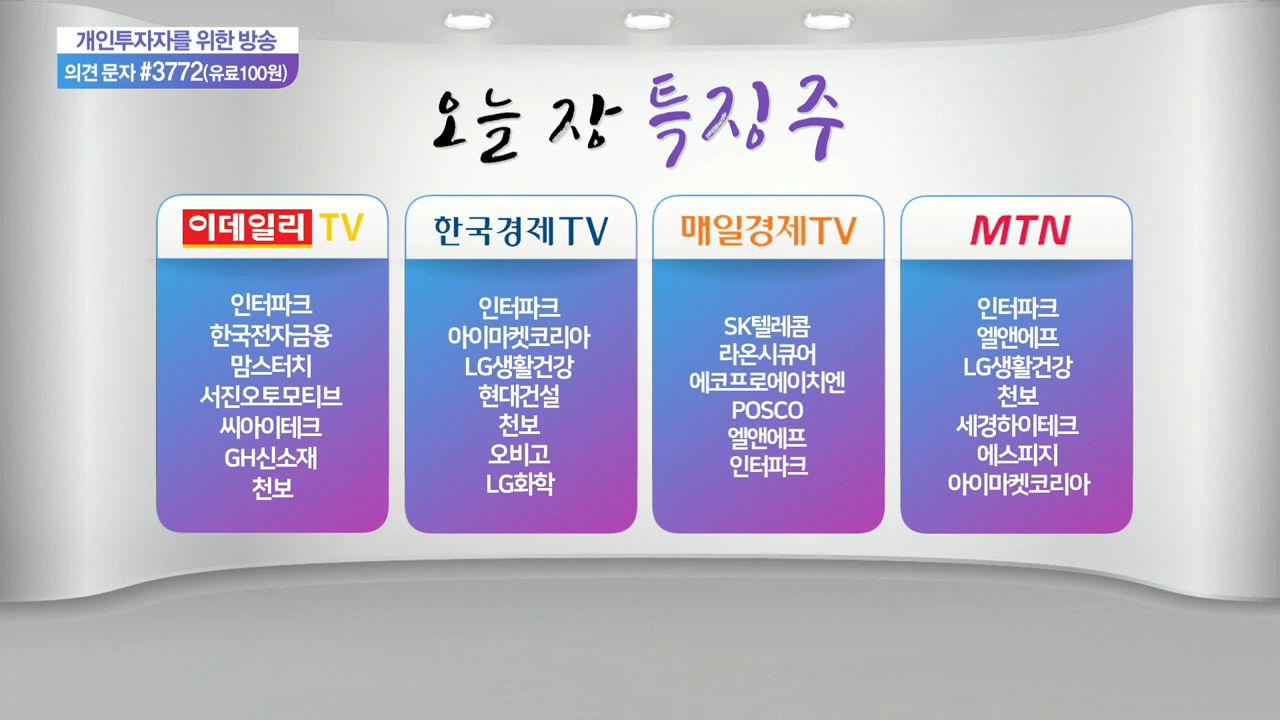 개인투자자를 위한 방송
의견 문자 #3772(유료100원)
오늘 장 특징주
이데일리 TV
인터파크
한국전자금융
맘스터치
서진오토모티브
씨아이테크
GH신소재
천보
한국경제TV
인터파크
아이마켓코리아
LG생활건강
현대건설
천보
오비고
LG화학
매일경제TV
SK텔레콤
라온시큐어
에코프로에이치엔
POSCO
엘앤에프
인터파크
MTN
인터파크
엘앤에프
LG생활건강
천보
세경하이테크
에스피지
아이마켓코리아